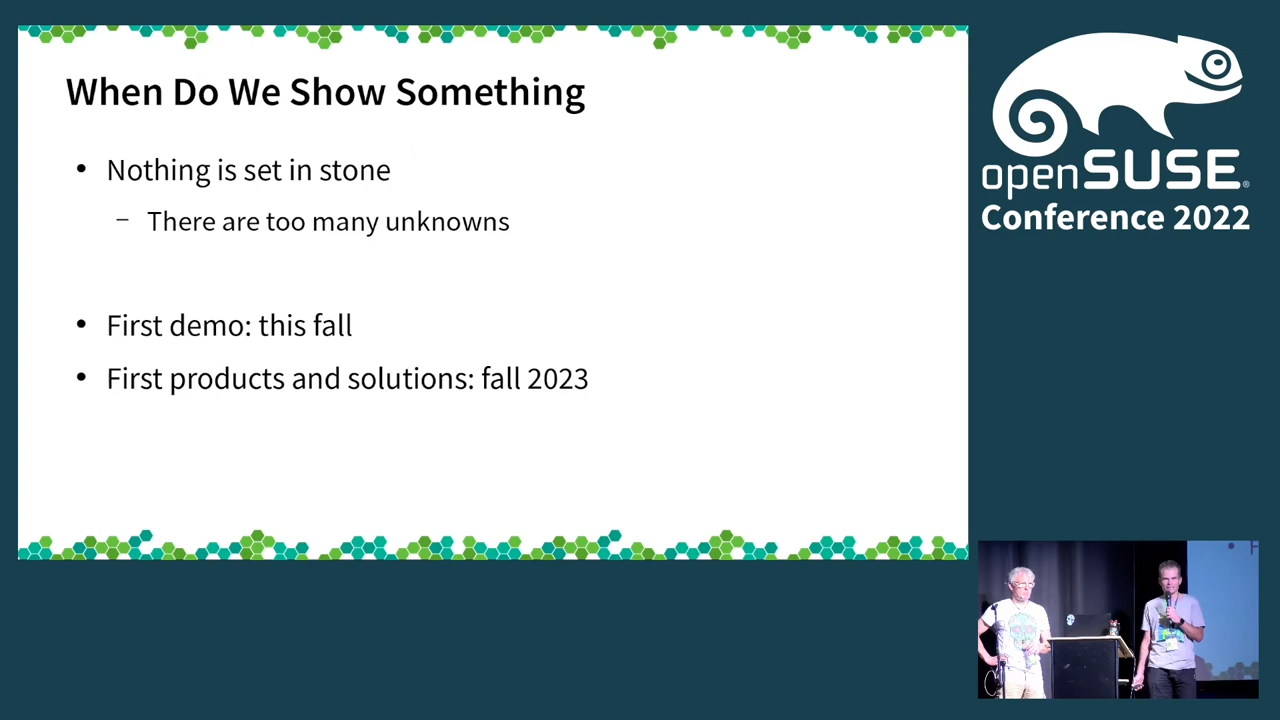 When Do We Show Something
• Nothing is set in stone
– There are too many unknowns
• First demo: this fall
• First products and solutions: fall 2023
openSUSE®
Conference 2022